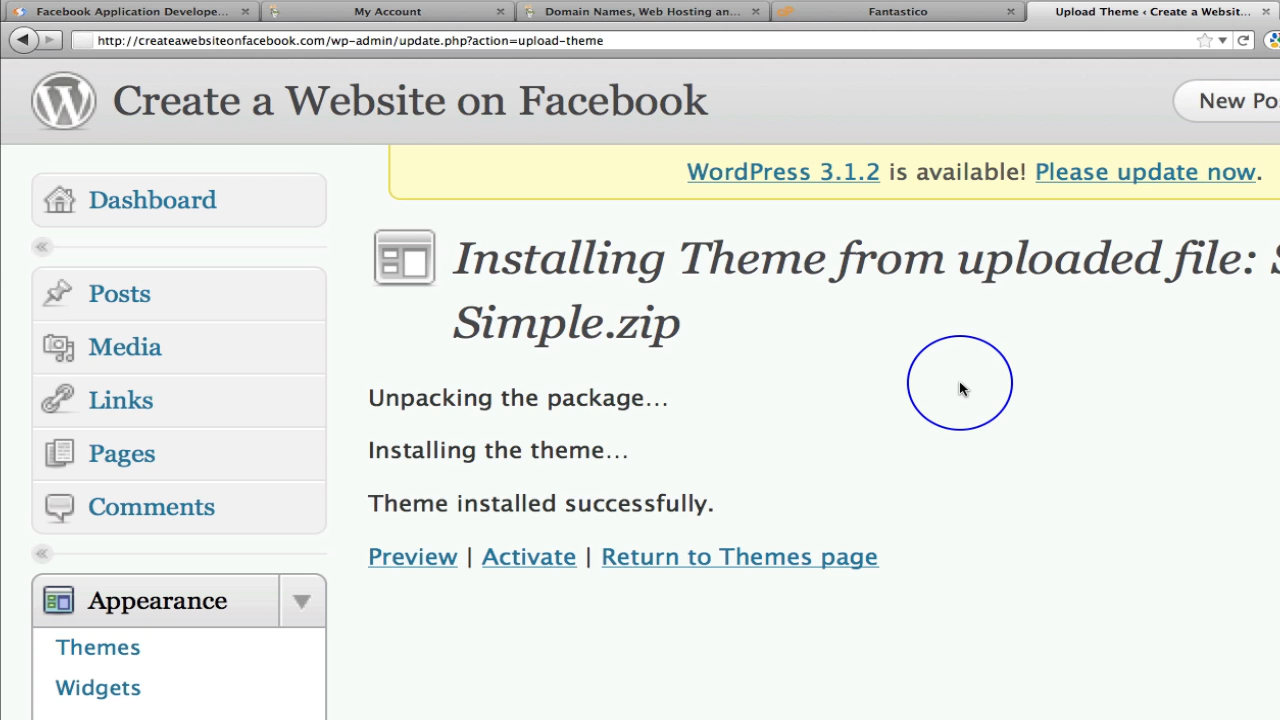 Facebook Application Develope...
My Account
Domain Names, Web Hosting an...
Fantastico
Upload Theme ‹ Create a Websit...
http://createawebsiteonfacebook.com/wp-admin/update.php?action=upload-theme
Create a Website on Facebook
New Po
WordPress 3.1.2 is available! Please update now.
Dashboard
Installing Theme from uploaded file:
Simple.zip
Posts
Media
Links
Pages
Comments
Unpacking the package...
Installing the theme...
Theme installed successfully.
Preview | Activate | Return to Themes page
Appearance
Themes
Widgets